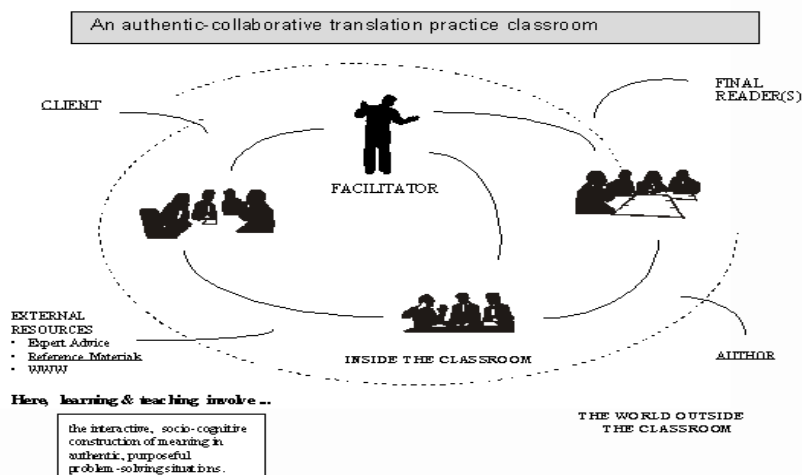 An authentic-collaborative translation practice classroom
CLIENT
FINAL
READER(S)
FACILITATOR
EXTERNAL
RESOURCES
• Expert Advice
• Reference Materials
• WWW
INSIDE THE CLASSROOM
AUTHOR
Here, learning & teaching involve ...
the interactive, socio-cognitive
construction of meaning in
authentic, purposeful
problem-solving situations.
THE WORLD OUTSIDE
THE CLASSROOM